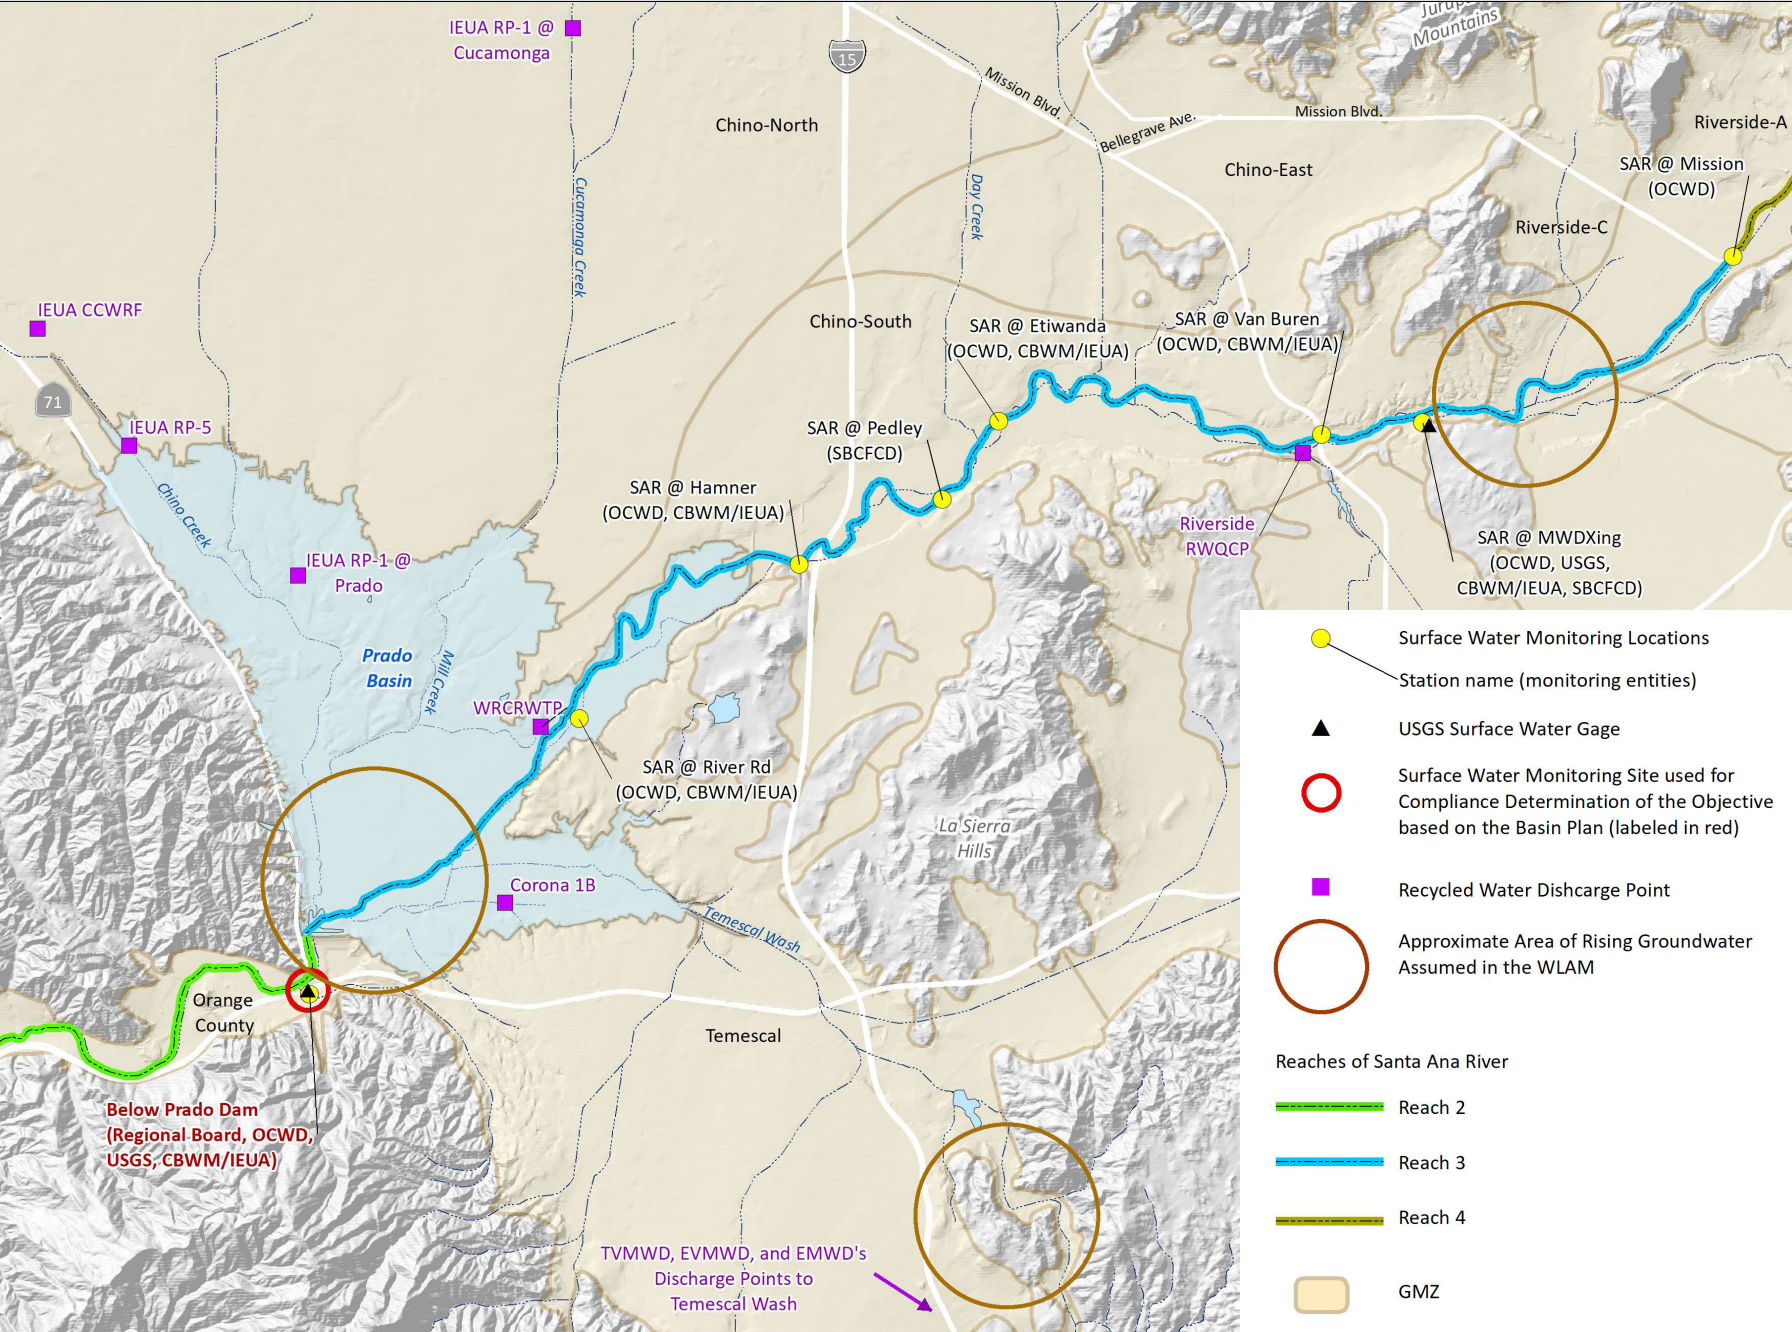 IEUA RP-1 @
Cucamonga
15
Jurupa
Mountains
Mission Blvd.
Mission Blvd.
Bellegrave Ave.
Chino-North
Riverside-A
Chino-East
SAR @ Mission
(OCWD)
Cucamonga Creek
Day Creek
Riverside-C
IEUA CCWRF
Chino-South
SAR @ Etiwanda
(OCWD, CBWM/IEUA)
SAR @ Van Buren
(OCWD, CBWM/IEUA)
71
IEUA RP-5
SAR @ Pedley
(SBCFCD)
SAR @ Hamner
(OCWD, CBWM/IEUA)
Chino Creek
Riverside
RWQCP
SAR @ MWDXing
(OCWD, USGS,
CBWM/IEUA, SBCFCD)
IEUA RP-1 @
Prado
Prado
Basin
Mill Creek
WRCRWTP
SAR @ River Rd
(OCWD, CBWM/IEUA)
La Sierra
Hills
Corona 1B
Temescal Wash
Orange
County
Temescal
Below Prado Dam
(Regional Board, OCWD,
USGS, CBWM/IEUA)
TVMWD, EVMWD, and EMWD's
Discharge Points to
Temescal Wash
Surface Water Monitoring Locations
Station name (monitoring entities)
USGS Surface Water Gage
Surface Water Monitoring Site used for
Compliance Determination of the Objective
based on the Basin Plan (labeled in red)
Recycled Water Dishcarge Point
Approximate Area of Rising Groundwater
Assumed in the WLAM
Reaches of Santa Ana River
Reach 2
Reach 3
Reach 4
GMZ